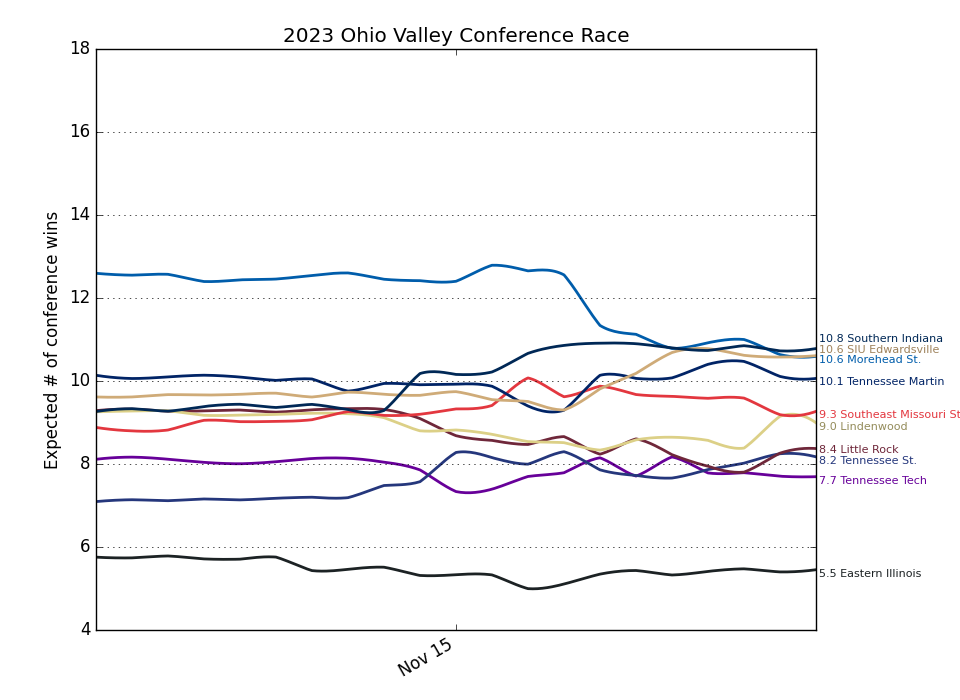 2023 Ohio Valley Conference Race
Expected # of conference wins
18
16
14
12
10
8
6
4
Nov 15
10.8 Southern Indiana
10.6 SIU Edwardsville
10.6 Morehead St.
10.1 Tennessee Martin
9.3 Southeast Missouri St
9.0 Lindenwood
8.4 Little Rock
8.2 Tennessee St.
7.7 Tennessee Tech
5.5 Eastern Illinois